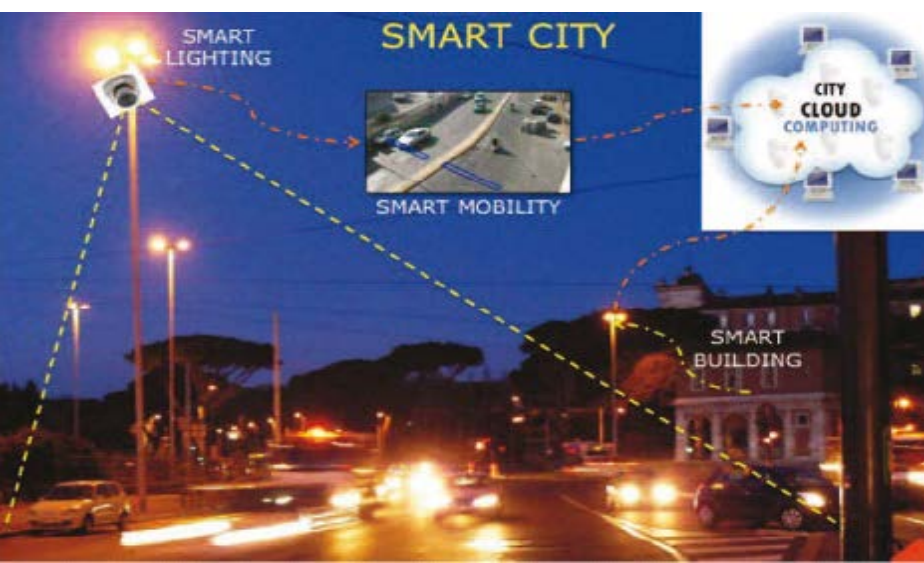 SMART
LIGHTING
SMART CITY
CITY
CLOUD
COMPUTING
SMART MOBILITY
SMART
BUILDING